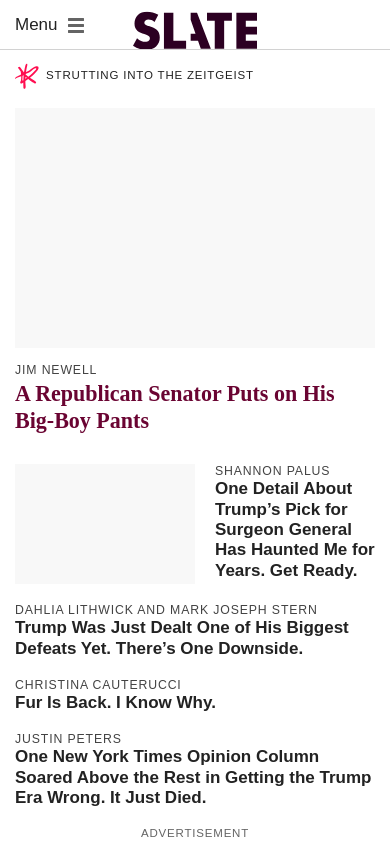 Menu
SLATE
STRUTTING INTO THE ZEITGEIST
JIM NEWELL
A Republican Senator Puts on His
Big-Boy Pants
SHANNON PALUS
One Detail About
Trump’s Pick for
Surgeon General
Has Haunted Me for
Years. Get Ready.
DAHLIA LITHWICK AND MARK JOSEPH STERN
Trump Was Just Dealt One of His Biggest
Defeats Yet. There’s One Downside.
CHRISTINA CAUTERUCCI
Fur Is Back. I Know Why.
JUSTIN PETERS
One New York Times Opinion Column
Soared Above the Rest in Getting the Trump
Era Wrong. It Just Died.
ADVERTISEMENT